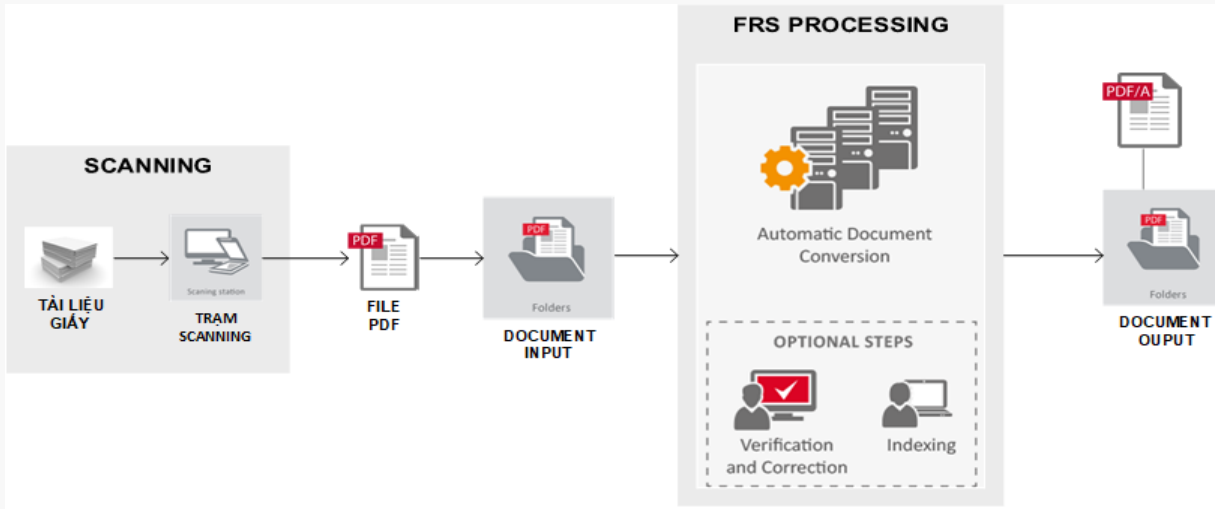 SCANNING
TÀI LIỆU
GIẤY
Scaning station
TRẠM
SCANNING
PDF
FILE
PDF
PDF
Folders
DOCUMENT
INPUT
FRS PROCESSING
Automatic Document
Conversion
OPTIONAL STEPS
Verification
and Correction
Indexing
PDF/A
PDF
Folders
DOCUMENT
OUPUT